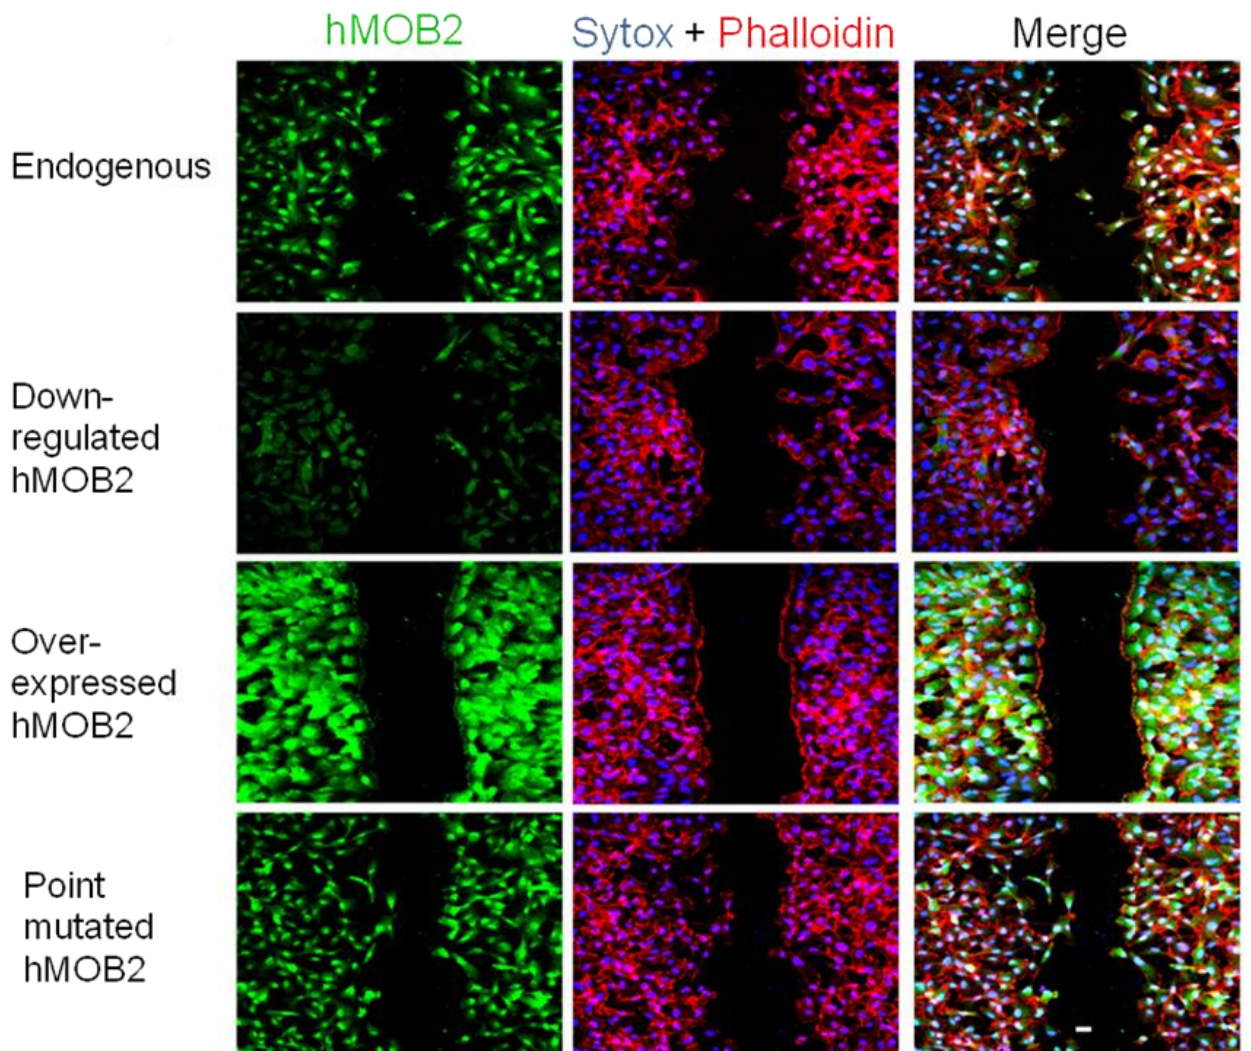 hMOB2
Sytox + Phalloidin
Merge
Endogenous
Down-
regulated
hMOB2
Over-
expressed
hMOB2
Point
mutated
hMOB2